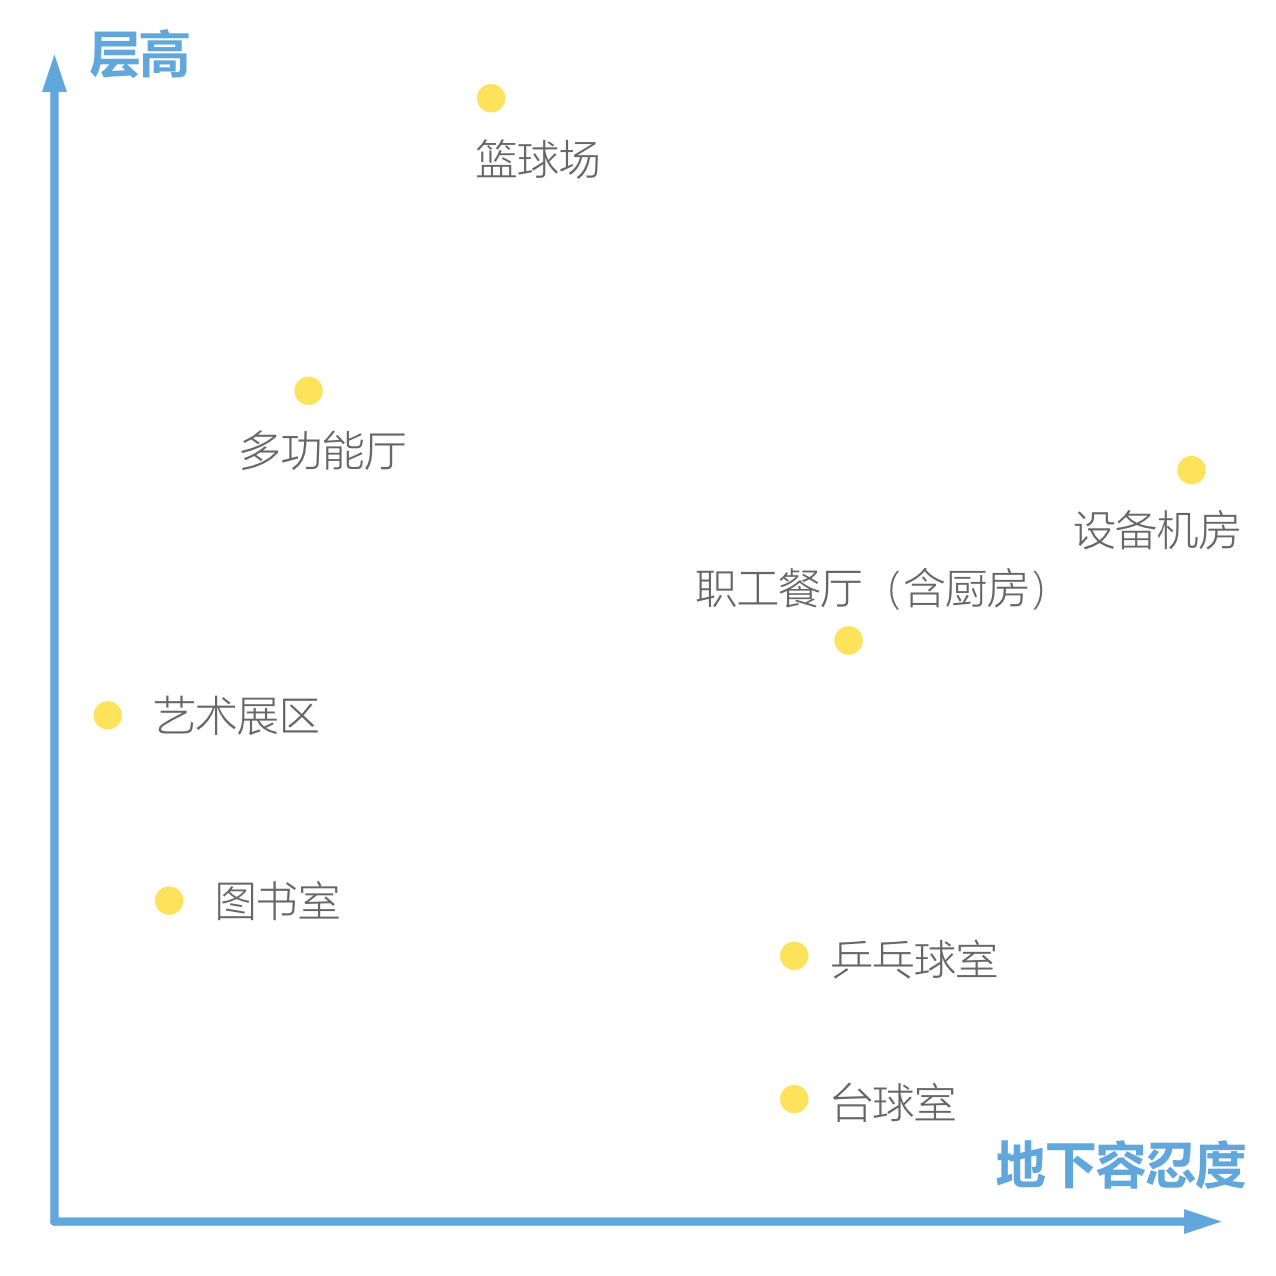 层高
篮球场
多功能厅
设备机房
职工餐厅（含厨房）
艺术展区
图书室
乒乓球室
台球室
地下容忍度